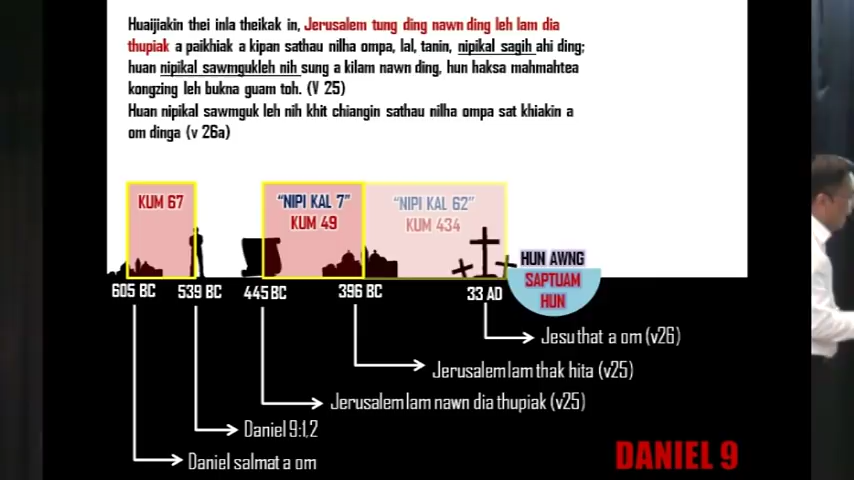 Huaijiakin thei inla theikak in, Jerusalem tung ding nawn ding leh lam dia
thupiak a paikhiak a kipan sathau nilha ompa, lal, tanin, nipikal sagih ahi ding;
huan nipikal sawmgukleh nih sung a kilam nawn ding, hun haksa mahmahtea
kongzing leh bukna guam toh. (V 25)
Huan nipikal sawmguk leh nih khit chiangin sathau nilha ompa sat khiakin a
om dinga (v 26a)
KUM 67
“NIPI KAL 7”
KUM 49
“NIPI KAL 62”
KUM 434
HUN AWNG
SAPTUAM
HUN
605 BC
539 BC
445 BC
396 BC
33 AD
Jesu that a om (v26)
Jerusalem lam thak hita (v25)
Jerusalem lam nawn dia thupiak (v25)
Daniel 9:1,2
Daniel salmat a om
DANIEL 9